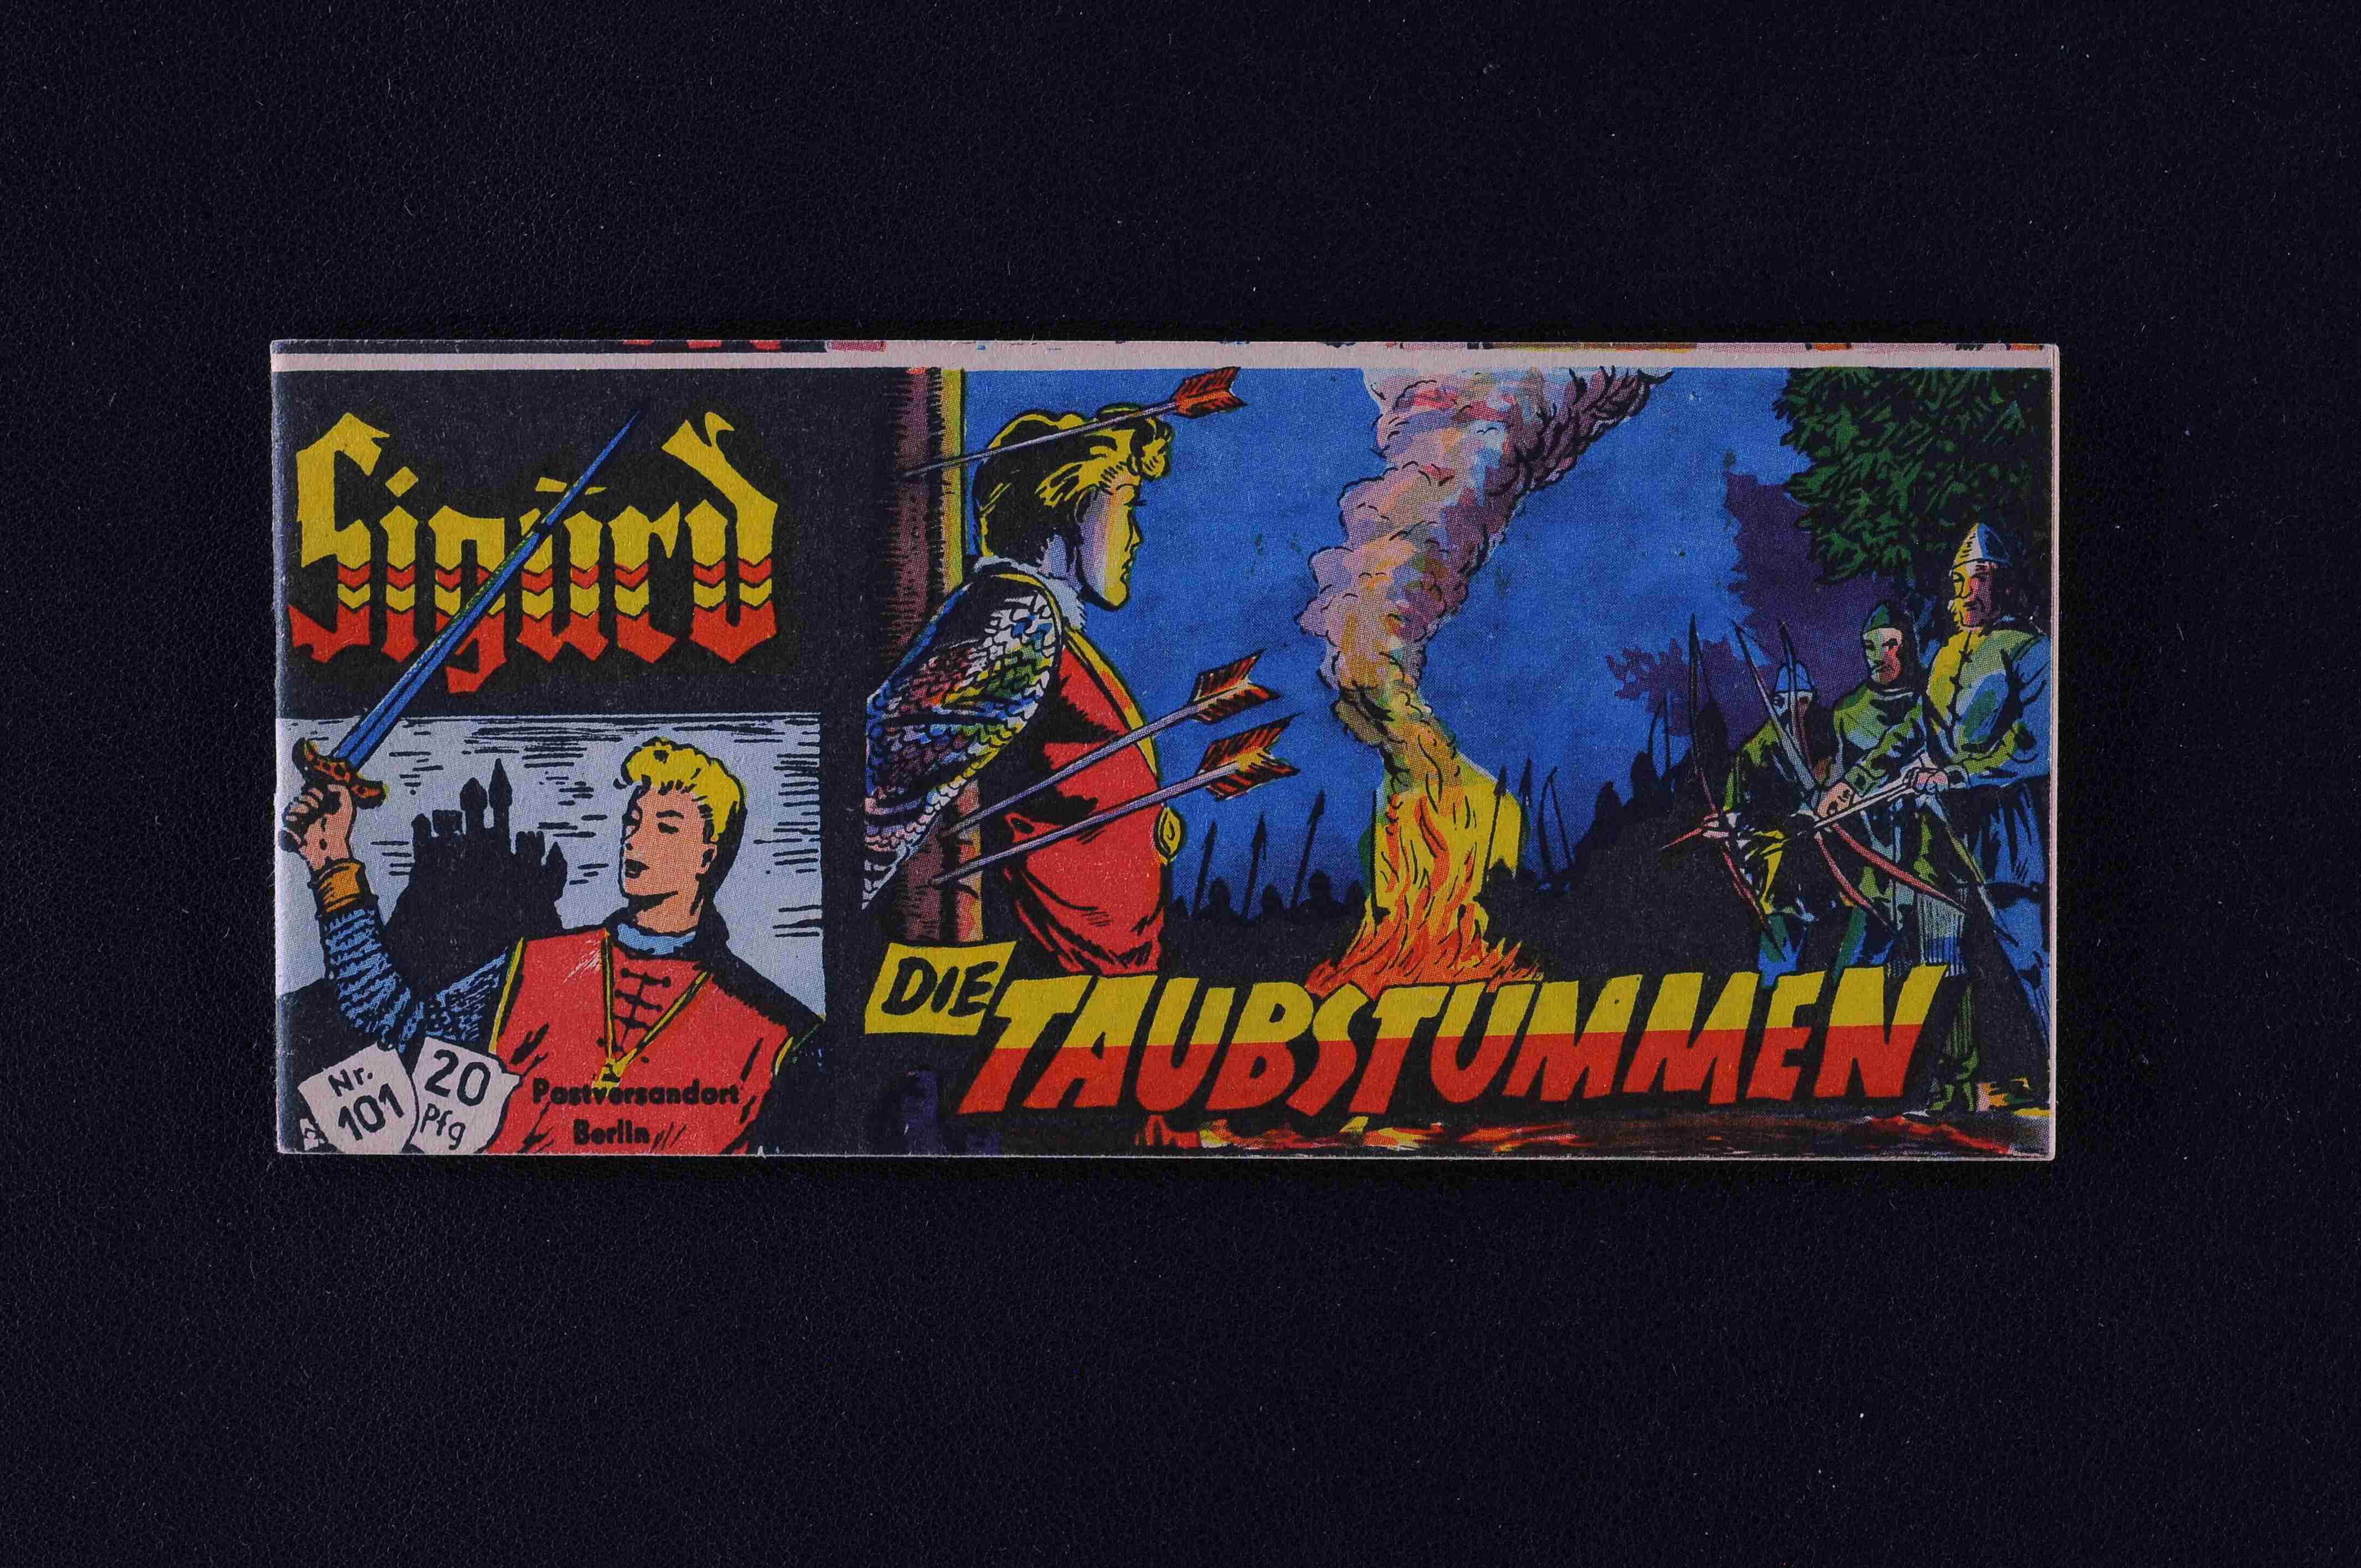 Sigurd
Nr.
101
20
Pfg
Postversandort
Berlin
DIE
TAUBSTUMMEN